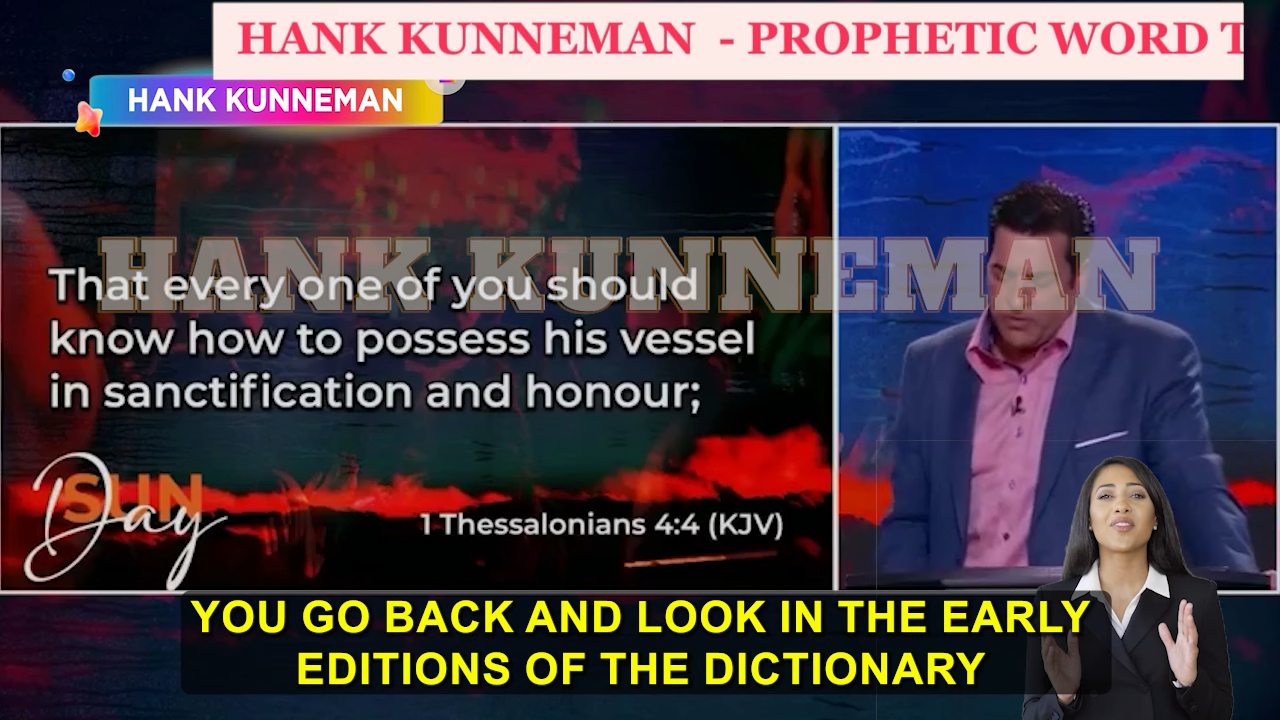 HANK KUNNEMAN - PROPHETIC WORD T
HANK KUNNEMAN
HANK KUNNEMAN
That every one of you should
know how to possess his vessel
in sanctification and honour;
SUN
Day
1 Thessalonians 4:4 (KJV)
YOU GO BACK AND LOOK IN THE EARLY
EDITIONS OF THE DICTIONARY